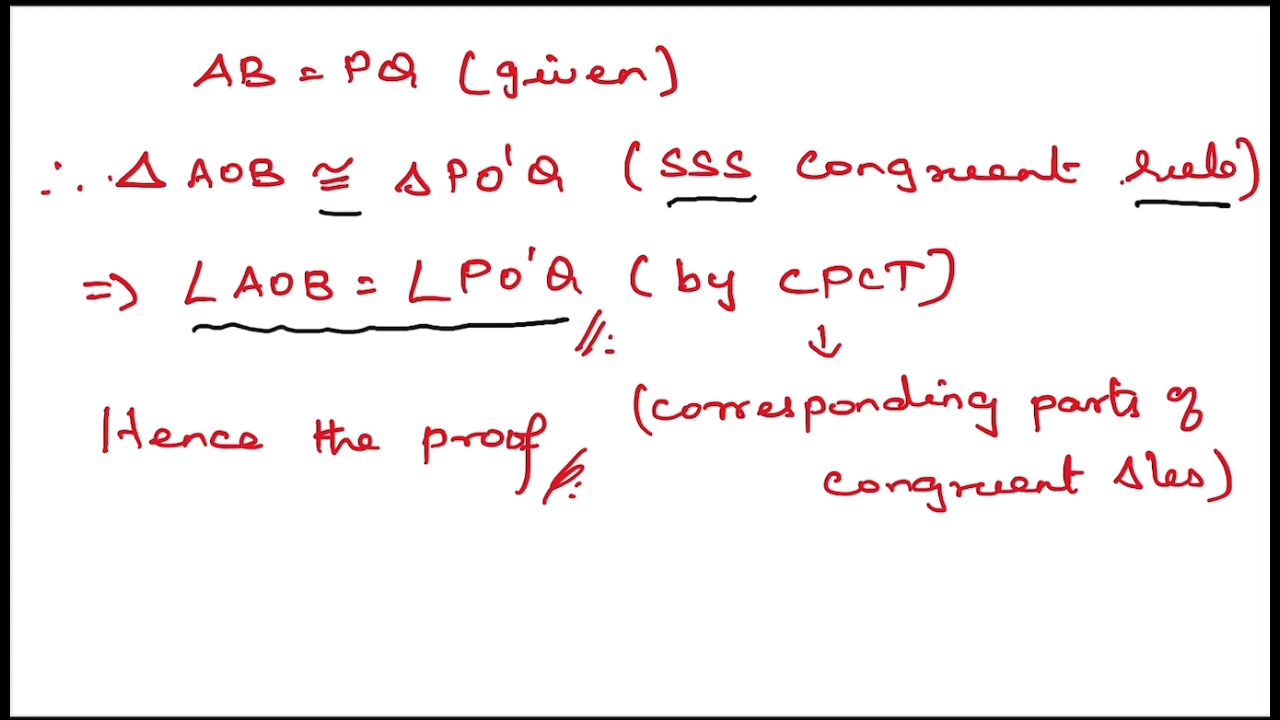 AB = PQ (given)
∴ Δ AOB ≅ Δ PO'Q (SSS congruent rule)
=> ∠AOB = ∠PO'Q (by CPCT)
↓
Hence the proof
(corresponding parts of
congruent Δles)